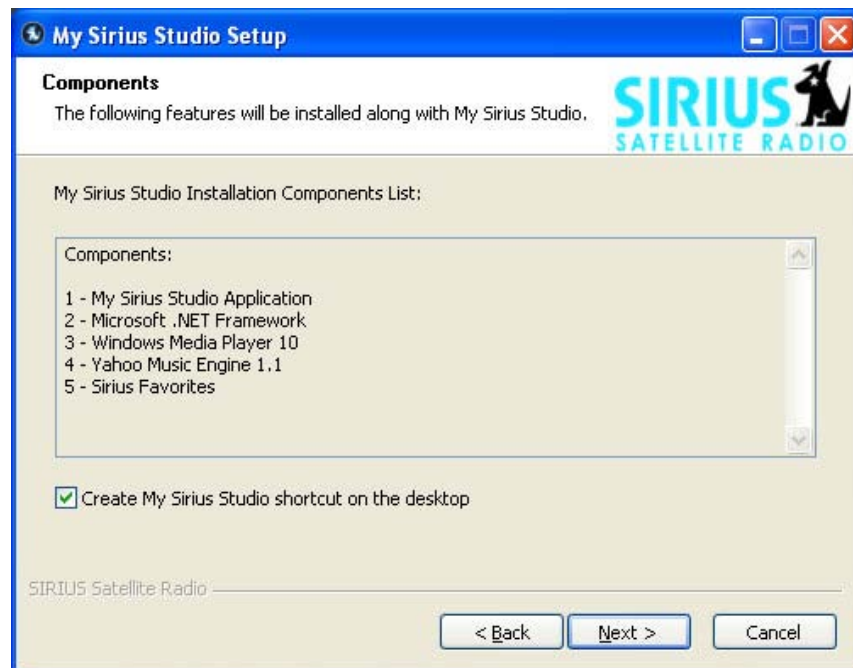 My Sirius Studio Setup
Components
The following features will be installed along with My Sirius Studio.
SIRIUS
SATELLITE RADIO
My Sirius Studio Installation Components List:
Components:
1 - My Sirius Studio Application
2 - Microsoft .NET Framework
3 - Windows Media Player 10
4 - Yahoo Music Engine 1.1
5 - Sirius Favorites
Create My Sirius Studio shortcut on the desktop
SIRIUS Satellite Radio
< Back
Next >
Cancel